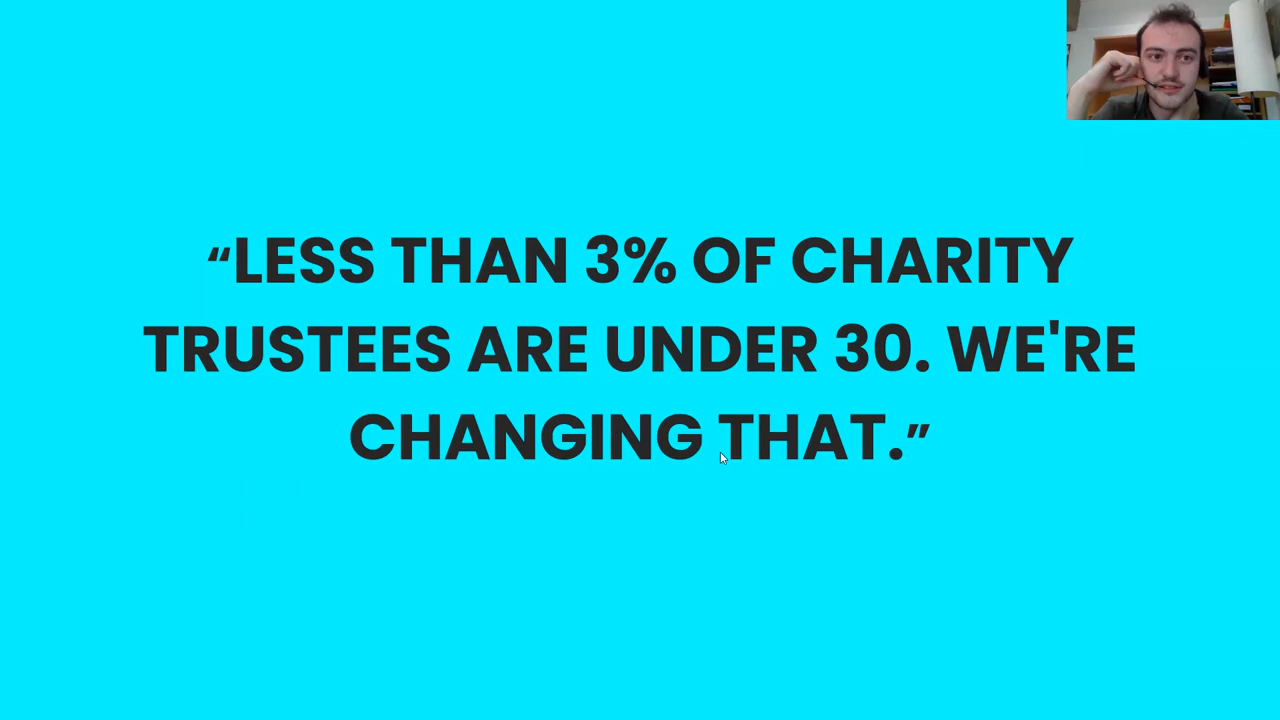 “LESS THAN 3% OF CHARITY
TRUSTEES ARE UNDER 30. WE'RE
CHANGING THAT.”